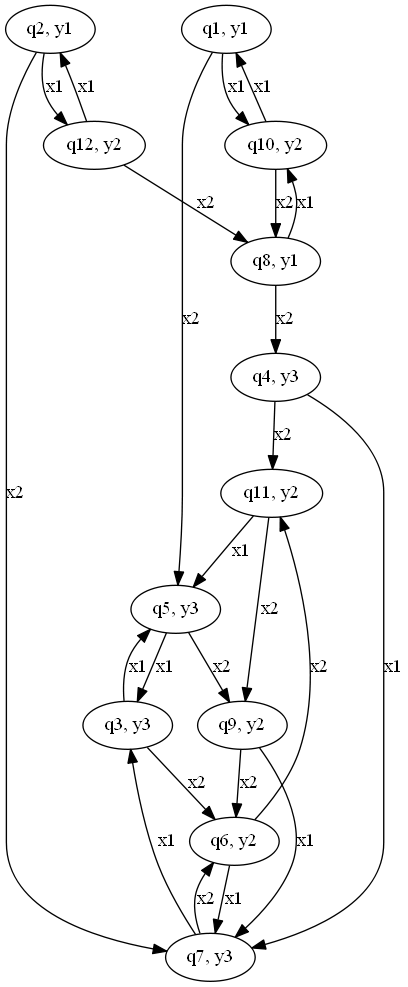 q2, y1 q1, y1
x1 x1 x1 x1
q12, y2 q10, y2
x2 x2 x1
q8, y1
x2 x2
q4, y3
x2
q11, y2
x2
x1
q5, y3 x2
x1 x1 x2 x2 x1
q3, y3 q9, y2
x2 x2
q6, y2
x1 x1
x2 x1
q7, y3